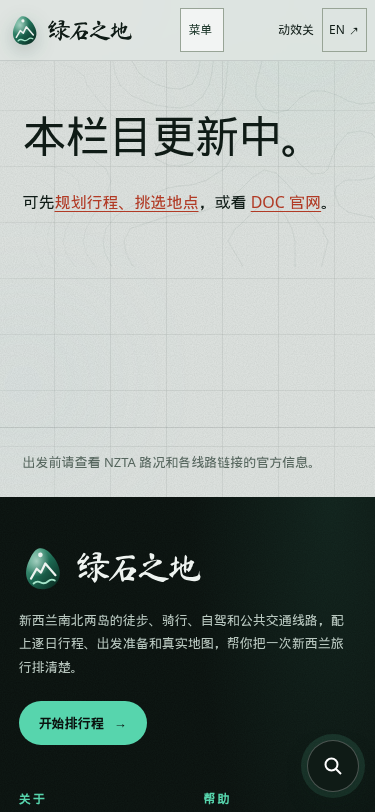 绿石之地
菜单
动效关
EN ↗
本栏目更新中。
可先规划行程、挑选地点，或看 DOC 官网。
出发前请查看 NZTA 路况和各线路链接的官方信息。
绿石之地
新西兰南北两岛的徒步、骑行、自驾和公共交通线路，配
上逐日行程、出发准备和真实地图，帮你把一次新西兰旅
行排清楚。
开始排行程 →
关于
帮助